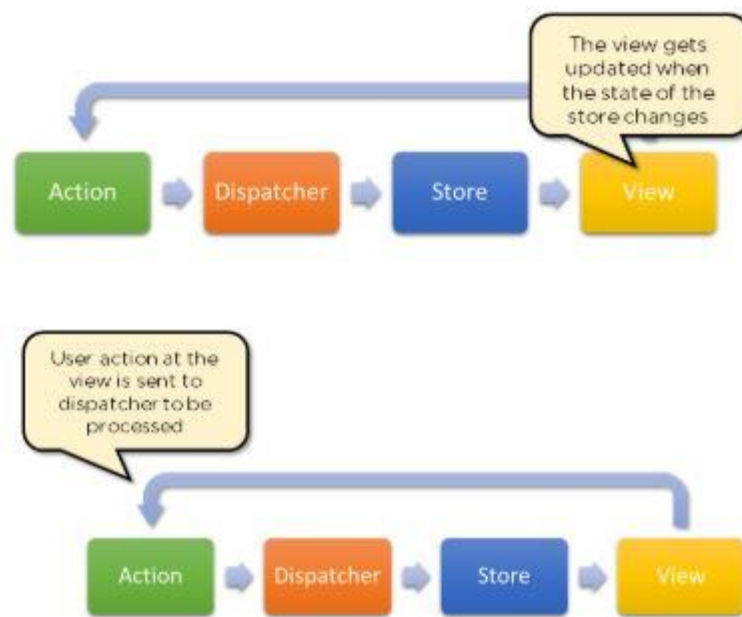 The view gets
updated when
the state of the
store changes
Action
Dispatcher
Store
View
User action at the
view is sent to
dispatcher to be
processed
Action
Dispatcher
Store
View